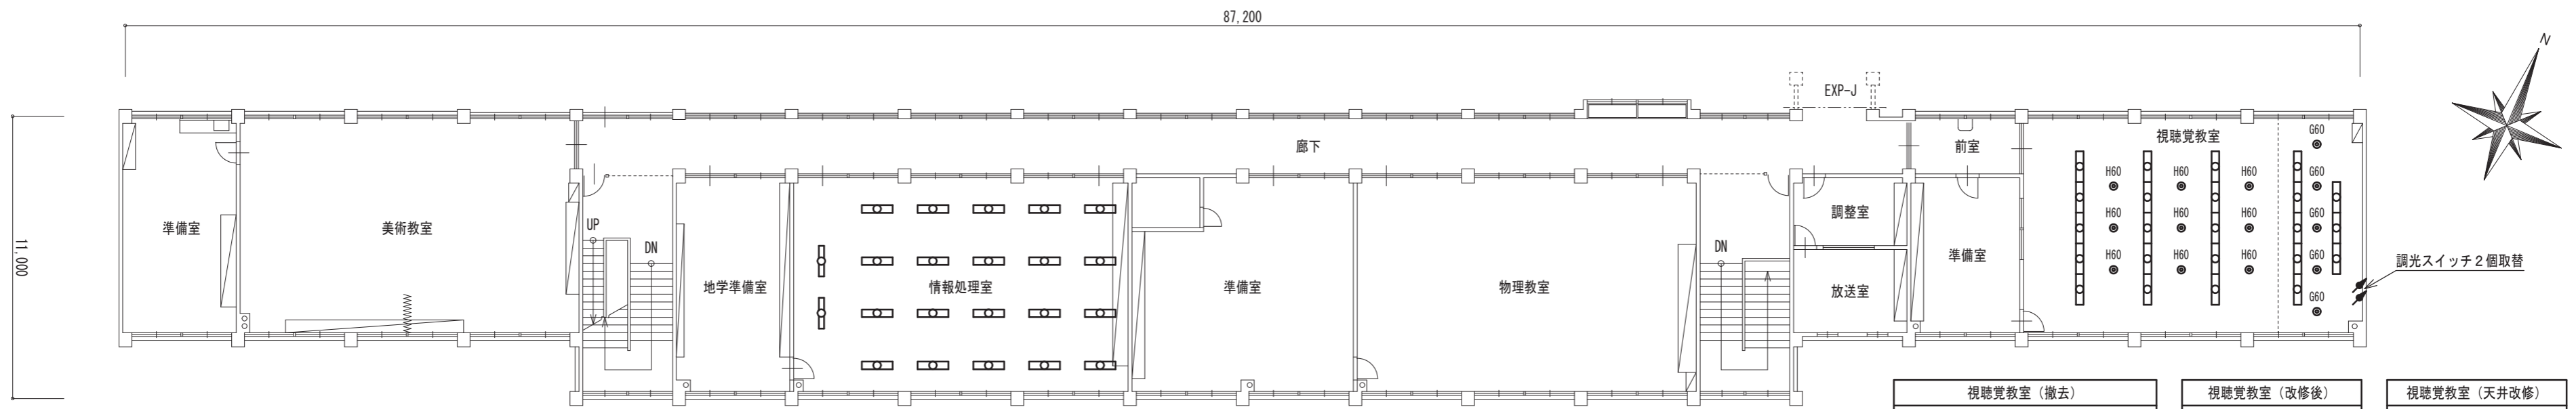 87,200
N
EXP-J
11,000
準備室
美術教室
UP
DN
地学準備室
情報処理室
廊下
準備室
物理教室
DN
調整室
放送室
前室
準備室
視聴覚教室
G60
H60 H60 H60 G60
H60 H60 H60 G60
H60 H60 H60 G60
G60
調光スイッチ2個取替
視聴覚教室(撤去)
視聴覚教室(改修後)
視聴覚教室(天井改修)